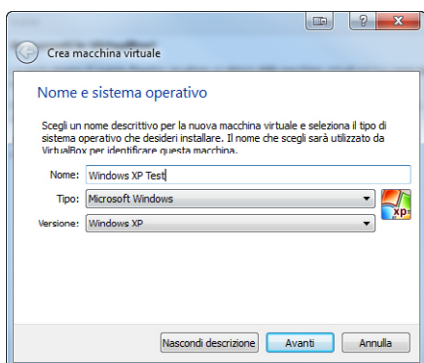 Crea macchina virtuale
Nome e sistema operativo
Scegli un nome descrittivo per la nuova macchina virtuale e seleziona il tipo di
sistema operativo che desideri installare. Il nome che scegli sarà utilizzato da
VirtualBox per identificare questa macchina.
Nome: Windows XP Test
Tipo: Microsoft Windows
xp
Versione: Windows XP
Nascondi descrizione Avanti Annulla